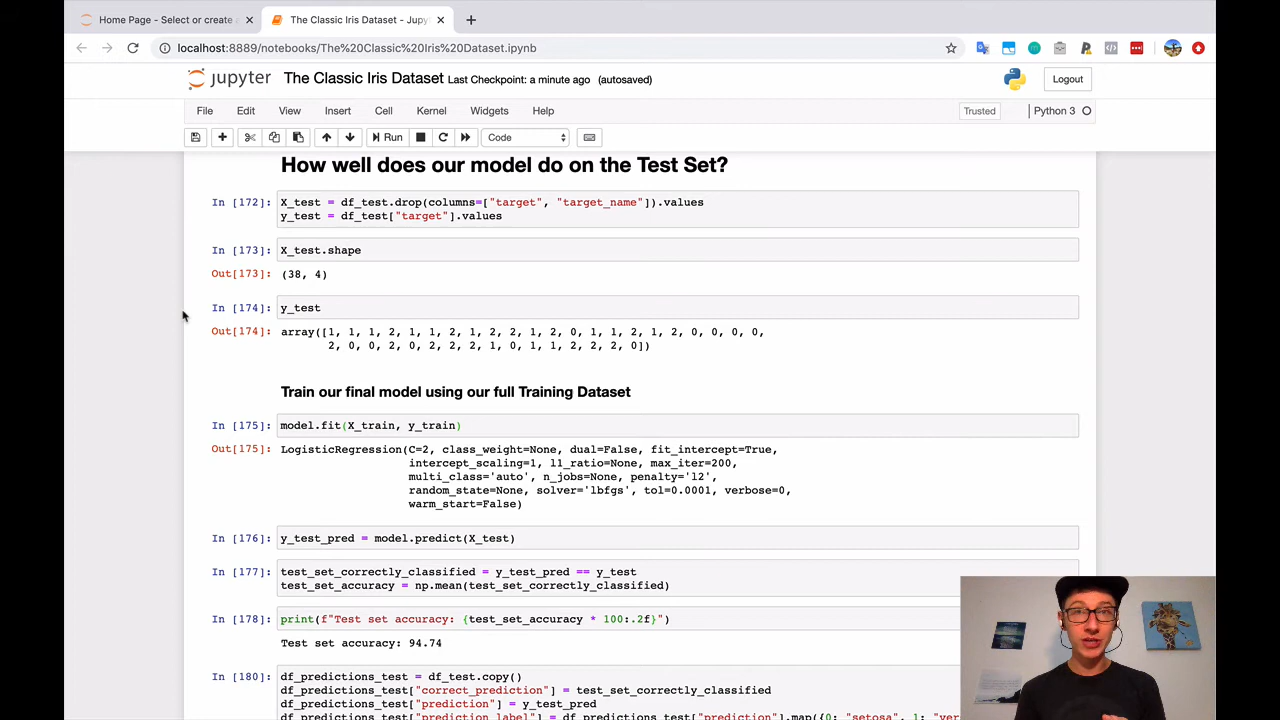 Home Page - Select or create a
The Classic Iris Dataset - Jupyt
localhost:8889/notebooks/The%20Classic%20Iris%20Dataset.ipynb
jupyter The Classic Iris Dataset Last Checkpoint: a minute ago (autosaved)
Logout
File Edit View Insert Cell Kernel Widgets Help
Trusted
Python 3
Run
Code
How well does our model do on the Test Set?
In [172]: X_test = df_test.drop(columns=["target", "target_name"]).values
y_test = df_test["target"].values
In [173]: X_test.shape
Out[173]: (38, 4)
In [174]: y_test
Out[174]: array([1, 1, 1, 2, 1, 1, 2, 1, 2, 2, 1, 2, 0, 1, 1, 2, 1, 2, 0, 0, 0, 0,
2, 0, 0, 2, 0, 2, 2, 2, 1, 0, 1, 1, 2, 2, 2, 0])
Train our final model using our full Training Dataset
In [175]: model.fit(X_train, y_train)
Out[175]: LogisticRegression(C=2, class_weight=None, dual=False, fit_intercept=True,
intercept_scaling=1, l1_ratio=None, max_iter=200,
multi_class='auto', n_jobs=None, penalty='l2',
random_state=None, solver='lbfgs', tol=0.0001, verbose=0,
warm_start=False)
In [176]: y_test_pred = model.predict(X_test)
In [177]: test_set_correctly_classified = y_test_pred == y_test
test_set_accuracy = np.mean(test_set_correctly_classified)
In [178]: print(f"Test set accuracy: {test_set_accuracy * 100:.2f}")
Test set accuracy: 94.74
In [180]: df_predictions_test = df_test.copy()
df_predictions_test["correct_prediction"] = test_set_correctly_classified
df_predictions_test["prediction"] = y_test_pred
df_predictions_test["prediction_label"] = df_predictions_test["prediction"].map({0: "setosa", 1: "ver